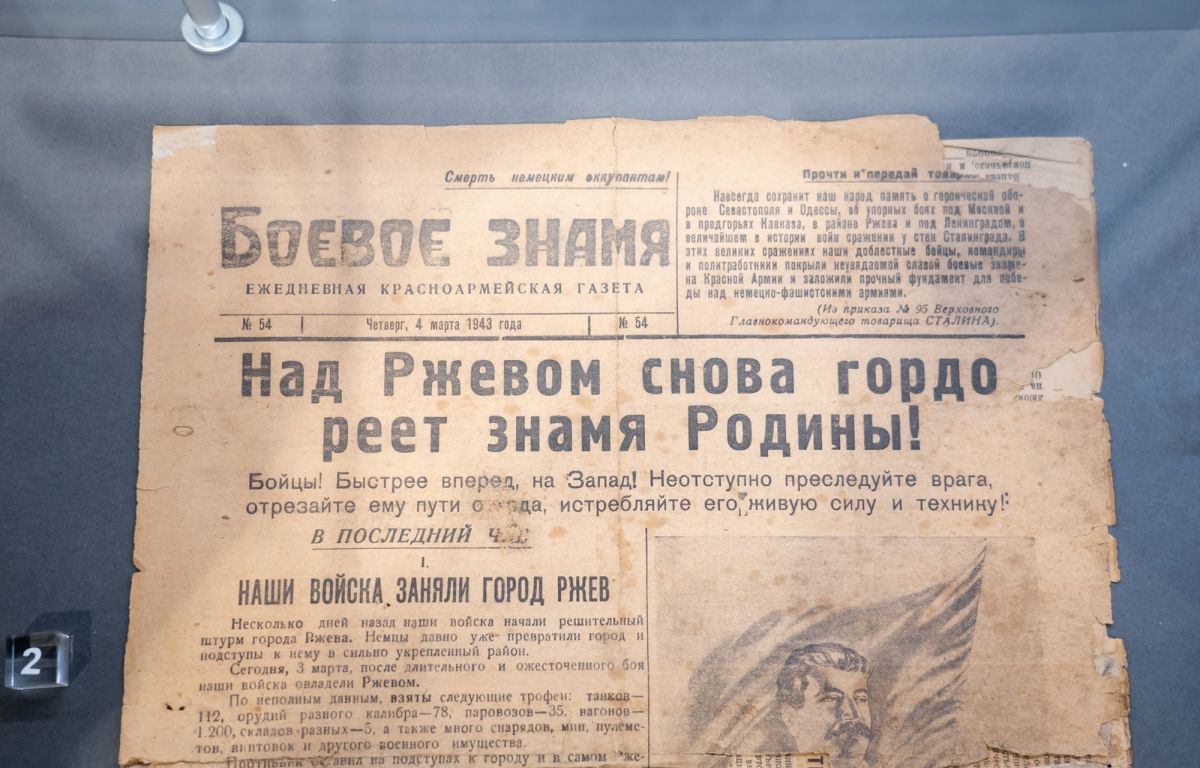 Смерть немецким оккупантам!
БОЕВОЕ ЗНАМЯ
ЕЖЕДНЕВНАЯ КРАСНОАРМЕЙСКАЯ ГАЗЕТА
№ 54 Четверг, 4 марта 1943 года № 54
Прочти и передай
Навсегда сохранит наш народ память о героической обо-
роне Севастополя и Одессы, об упорных боях под Москвой и
в предгорьях Кавказа, в районе Ржева и под Ленинградом, о
величайшем в истории войн сражении у стен Сталинграда. В
этих великих сражениях наши доблестные бойцы, командиры
и политработники покрыли неувядаемой славой боевые знаме-
на Красной Армии и заложили прочный фундамент для побе-
ды над немецко-фашистскими армиями.
(Из приказа № 95 Верховного
Главнокомандующего товарища СТАЛИНА).
Над Ржевом снова гордо
реет знамя Родины!
Бойцы! Быстрее вперед, на Запад! Неотступно преследуйте врага,
отрезайте ему пути истребляйте его живую силу и технику!
В ПОСЛЕДНИЙ
I.
НАШИ ВОЙСКА ЗАНЯЛИ ГОРОД РЖЕВ
Несколько дней назад наши войска начали решительный
штурм города Ржева. Немцы давно уже превратили город и
подступы к нему в сильно укрепленный район.
Сегодня, 3 марта, после длительного и ожесточенного боя
наши войска овладели Ржевом.
По неполным данным, взяты следующие трофеи: танков—
112, орудий разного калибра—78, паровозов—35, вагонов—
1.200, складов разных—5, а также много снарядов, мин, пулеме-
тов, винтовок и другого военного имущества.
на подступах к городу и в самом Рже-
2